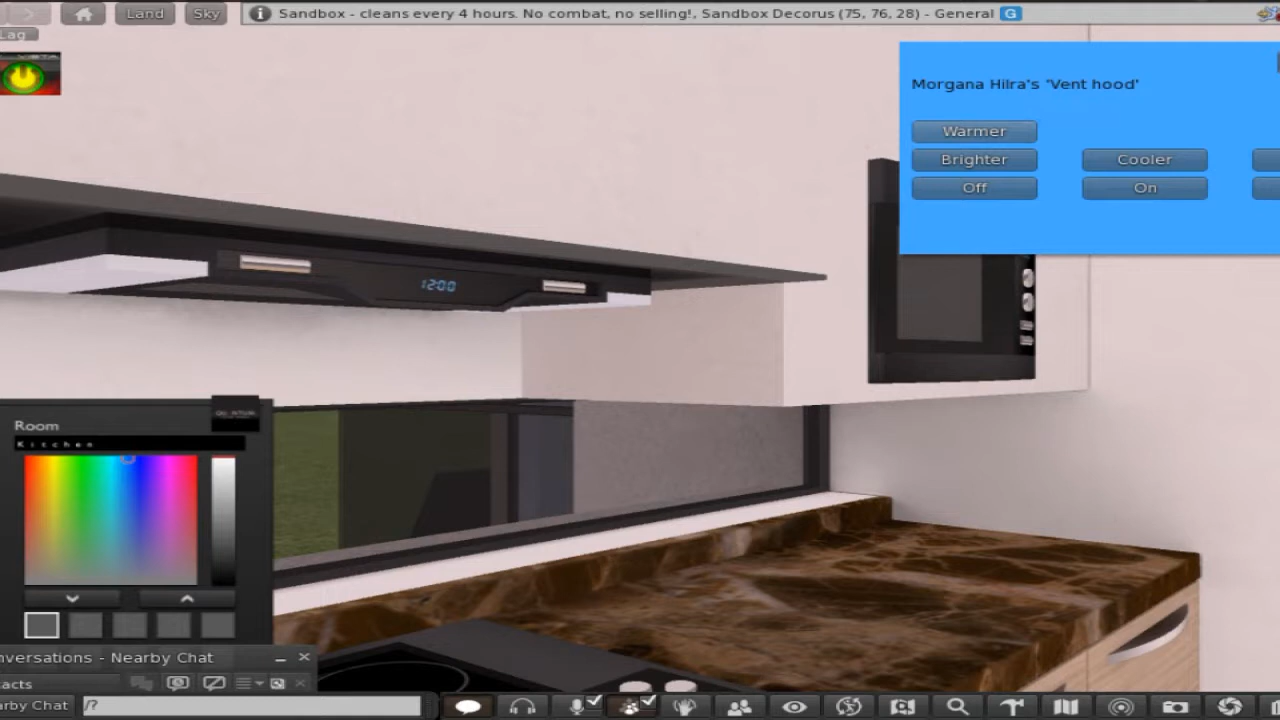 Land Sky Sandbox - cleans every 4 hours. No combat, no selling!, Sandbox Decorus (75, 76, 28) - General G
Lag
Morgana Hilra's 'Vent hood'
Warmer
Brighter Cooler
Off On
12:00
Room
Kitchen
nversations - Nearby Chat
acts
arby Chat /?